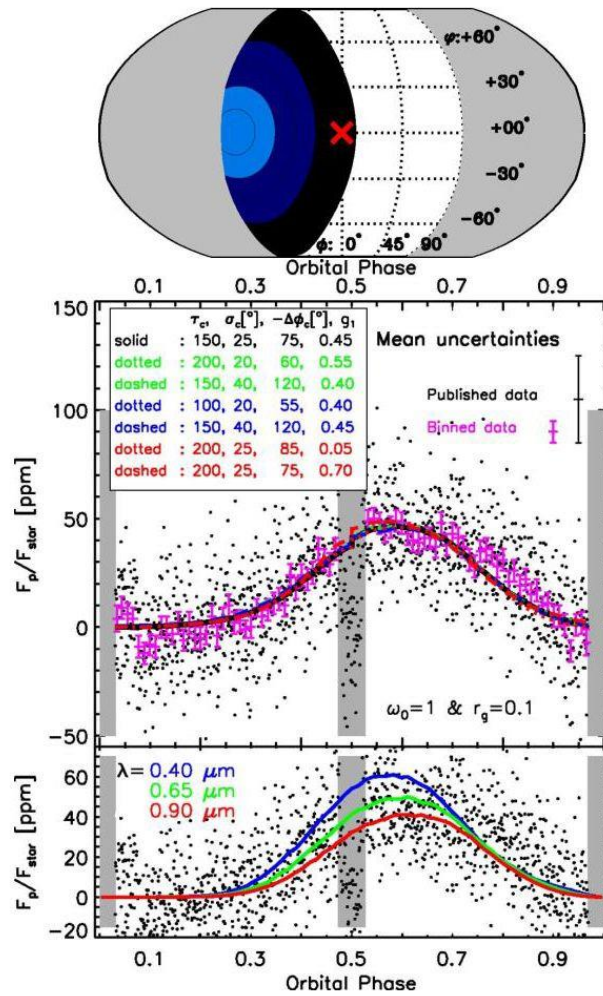 φ:+60°
+30°
+00°
−30°
−60°
ϕ: 0° 45° 90°
Orbital Phase
0.1 0.3 0.5 0.7 0.9
τc, σc[°], −Δϕc[°], g1
solid : 150, 25, 75, 0.45
dotted : 200, 20, 60, 0.55
dashed : 150, 40, 120, 0.40
dotted : 100, 20, 55, 0.40
dashed : 150, 40, 120, 0.45
dotted : 200, 25, 85, 0.05
dashed : 200, 25, 75, 0.70
Mean uncertainties
Published data
Binned data
150
100
50
0
−50
Fp/Fstar [ppm]
ω0=1 & rg=0.1
λ= 0.40 μm
0.65 μm
0.90 μm
60
40
20
0
−20
Fp/Fstar [ppm]
0.1 0.3 0.5 0.7 0.9
Orbital Phase